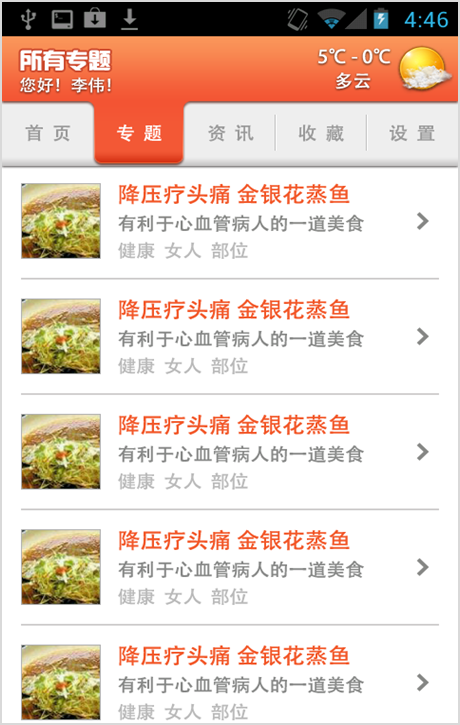 4:46
所有专题
您好！李伟！
5℃ - 0℃
多云
首 页 专 题 资 讯 收 藏 设 置
降压疗头痛 金银花蒸鱼
有利于心血管病人的一道美食
健康 女人 部位
降压疗头痛 金银花蒸鱼
有利于心血管病人的一道美食
健康 女人 部位
降压疗头痛 金银花蒸鱼
有利于心血管病人的一道美食
健康 女人 部位
降压疗头痛 金银花蒸鱼
有利于心血管病人的一道美食
健康 女人 部位
降压疗头痛 金银花蒸鱼
有利于心血管病人的一道美食
健康 女人 部位